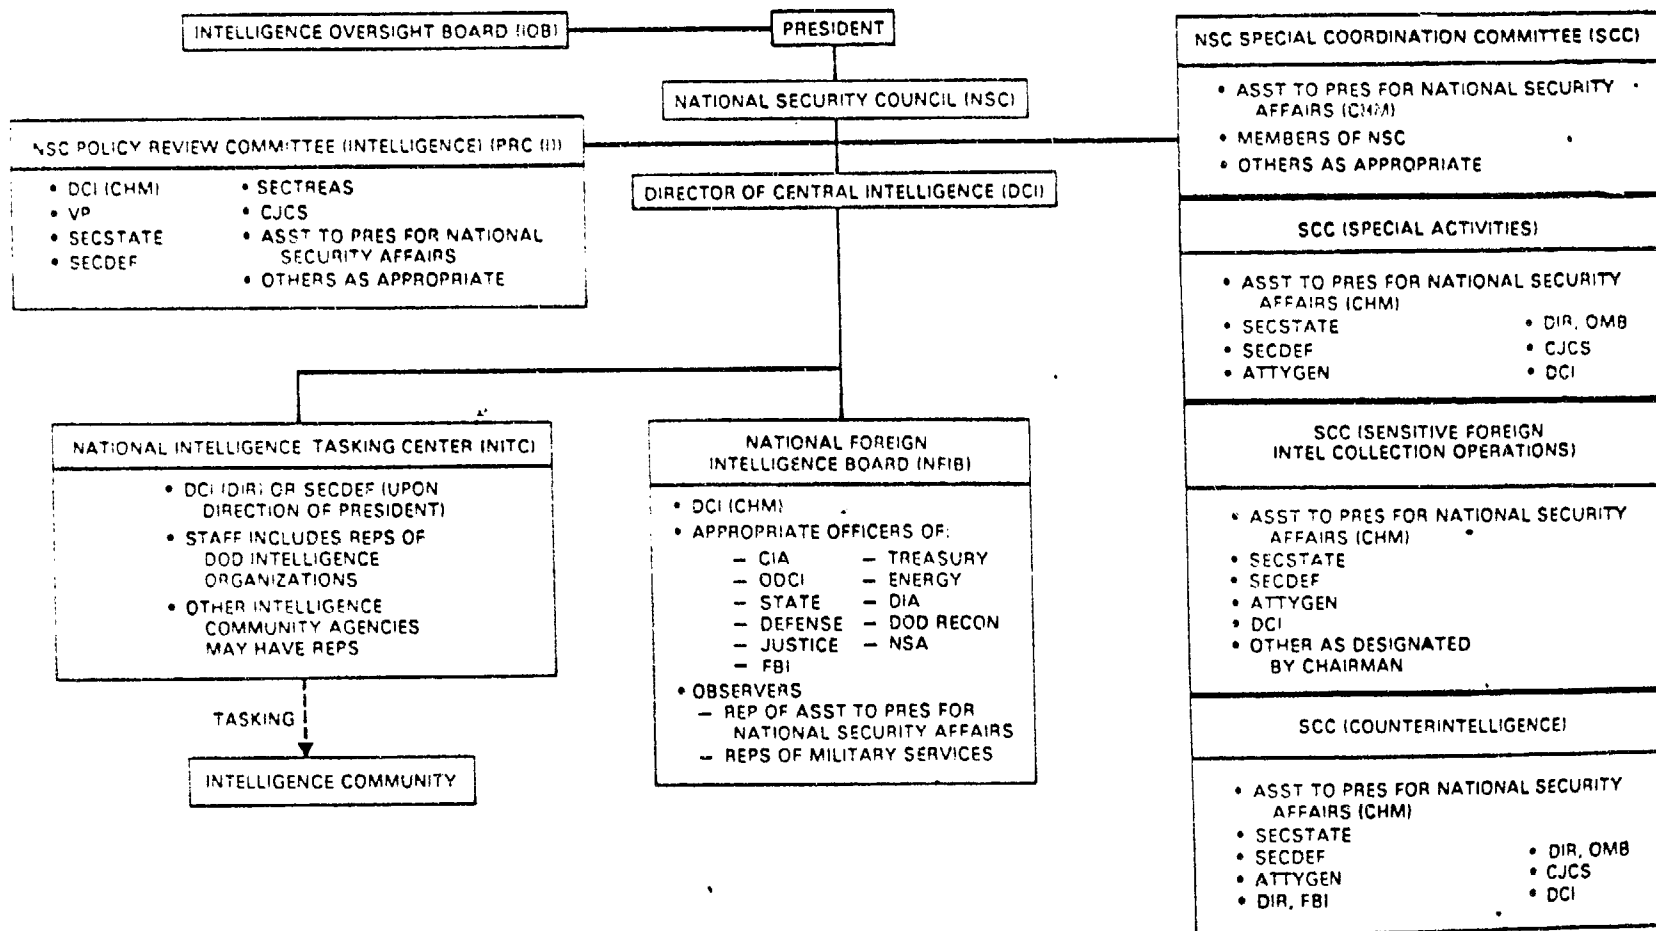 INTELLIGENCE OVERSIGHT BOARD (IOB)
PRESIDENT
NATIONAL SECURITY COUNCIL (NSC)
NSC POLICY REVIEW COMMITTEE (INTELLIGENCE) (PRC (I))
• DCI (CHM)
• VP
• SECSTATE
• SECDEF
• SECTREAS
• CJCS
• ASST TO PRES FOR NATIONAL
SECURITY AFFAIRS
• OTHERS AS APPROPRIATE
DIRECTOR OF CENTRAL INTELLIGENCE (DCI)
NATIONAL INTELLIGENCE TASKING CENTER (NITC)
• DCI (DIR) OR SECDEF (UPON
DIRECTION OF PRESIDENT)
• STAFF INCLUDES REPS OF
DOD INTELLIGENCE
ORGANIZATIONS
• OTHER INTELLIGENCE
COMMUNITY AGENCIES
MAY HAVE REPS
TASKING
INTELLIGENCE COMMUNITY
NATIONAL FOREIGN
INTELLIGENCE BOARD (NFIB)
• DCI (CHM)
• APPROPRIATE OFFICERS OF:
– CIA – TREASURY
– ODCI – ENERGY
– STATE – DIA
– DEFENSE – DOD RECON
– JUSTICE – NSA
– FBI
• OBSERVERS
– REP OF ASST TO PRES FOR
NATIONAL SECURITY AFFAIRS
– REPS OF MILITARY SERVICES
NSC SPECIAL COORDINATION COMMITTEE (SCC)
• ASST TO PRES FOR NATIONAL SECURITY
AFFAIRS (CHM)
• MEMBERS OF NSC
• OTHERS AS APPROPRIATE
SCC (SPECIAL ACTIVITIES)
• ASST TO PRES FOR NATIONAL SECURITY
AFFAIRS (CHM)
• SECSTATE • DIR, OMB
• SECDEF • CJCS
• ATTYGEN • DCI
SCC (SENSITIVE FOREIGN
INTEL COLLECTION OPERATIONS)
• ASST TO PRES FOR NATIONAL SECURITY
AFFAIRS (CHM)
• SECSTATE
• SECDEF
• ATTYGEN
• DCI
• OTHER AS DESIGNATED
BY CHAIRMAN
SCC (COUNTERINTELLIGENCE)
• ASST TO PRES FOR NATIONAL SECURITY
AFFAIRS (CHM)
• SECSTATE
• SECDEF • DIR, OMB
• ATTYGEN • CJCS
• DIR, FBI • DCI